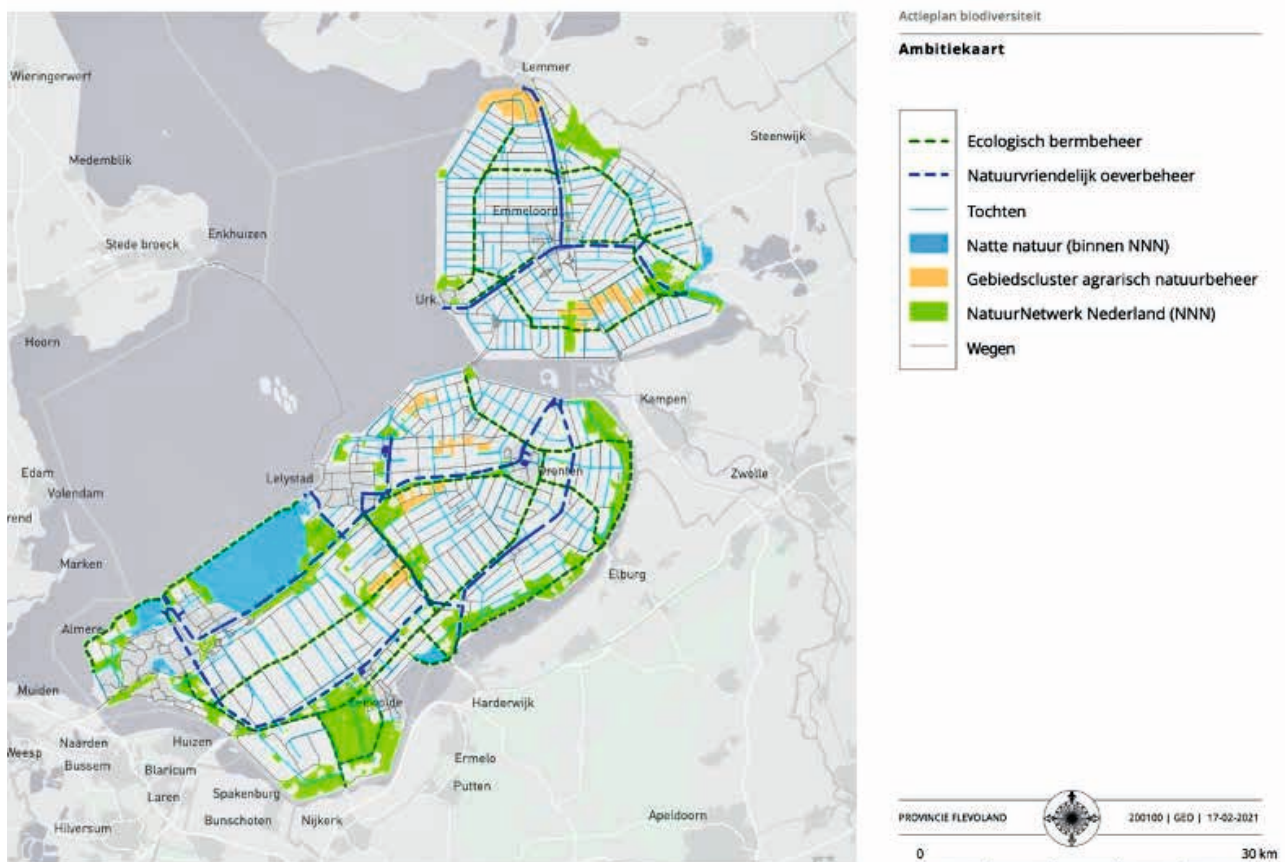 Actieplan biodiversiteit
Ambitiekaart
Ecologisch bermbeheer
Natuurvriendelijk oeverbeheer
Tochten
Natte natuur (binnen NNN)
Gebiedscluster agrarisch natuurbeheer
NatuurNetwerk Nederland (NNN)
Wegen
Lemmer
Wieringerwerf
Steenwijk
Medemblik
Emmeloord
Enkhuizen
Stede broeck
Urk
Hoorn
Kampen
Edam
Volendam
Lelystad
Dronten
Zwolle
rend
Marken
Elburg
Almere
Muiden
Harderwijk
Weesp
Naarden
Huizen
Bussem
Blaricum
Ermelo
Laren
Spakenburg
Putten
Bunschoten
Nijkerk
Apeldoorn
Hilversum
PROVINCIE FLEVOLAND
200100 | GEO | 17-02-2021
0
30 km